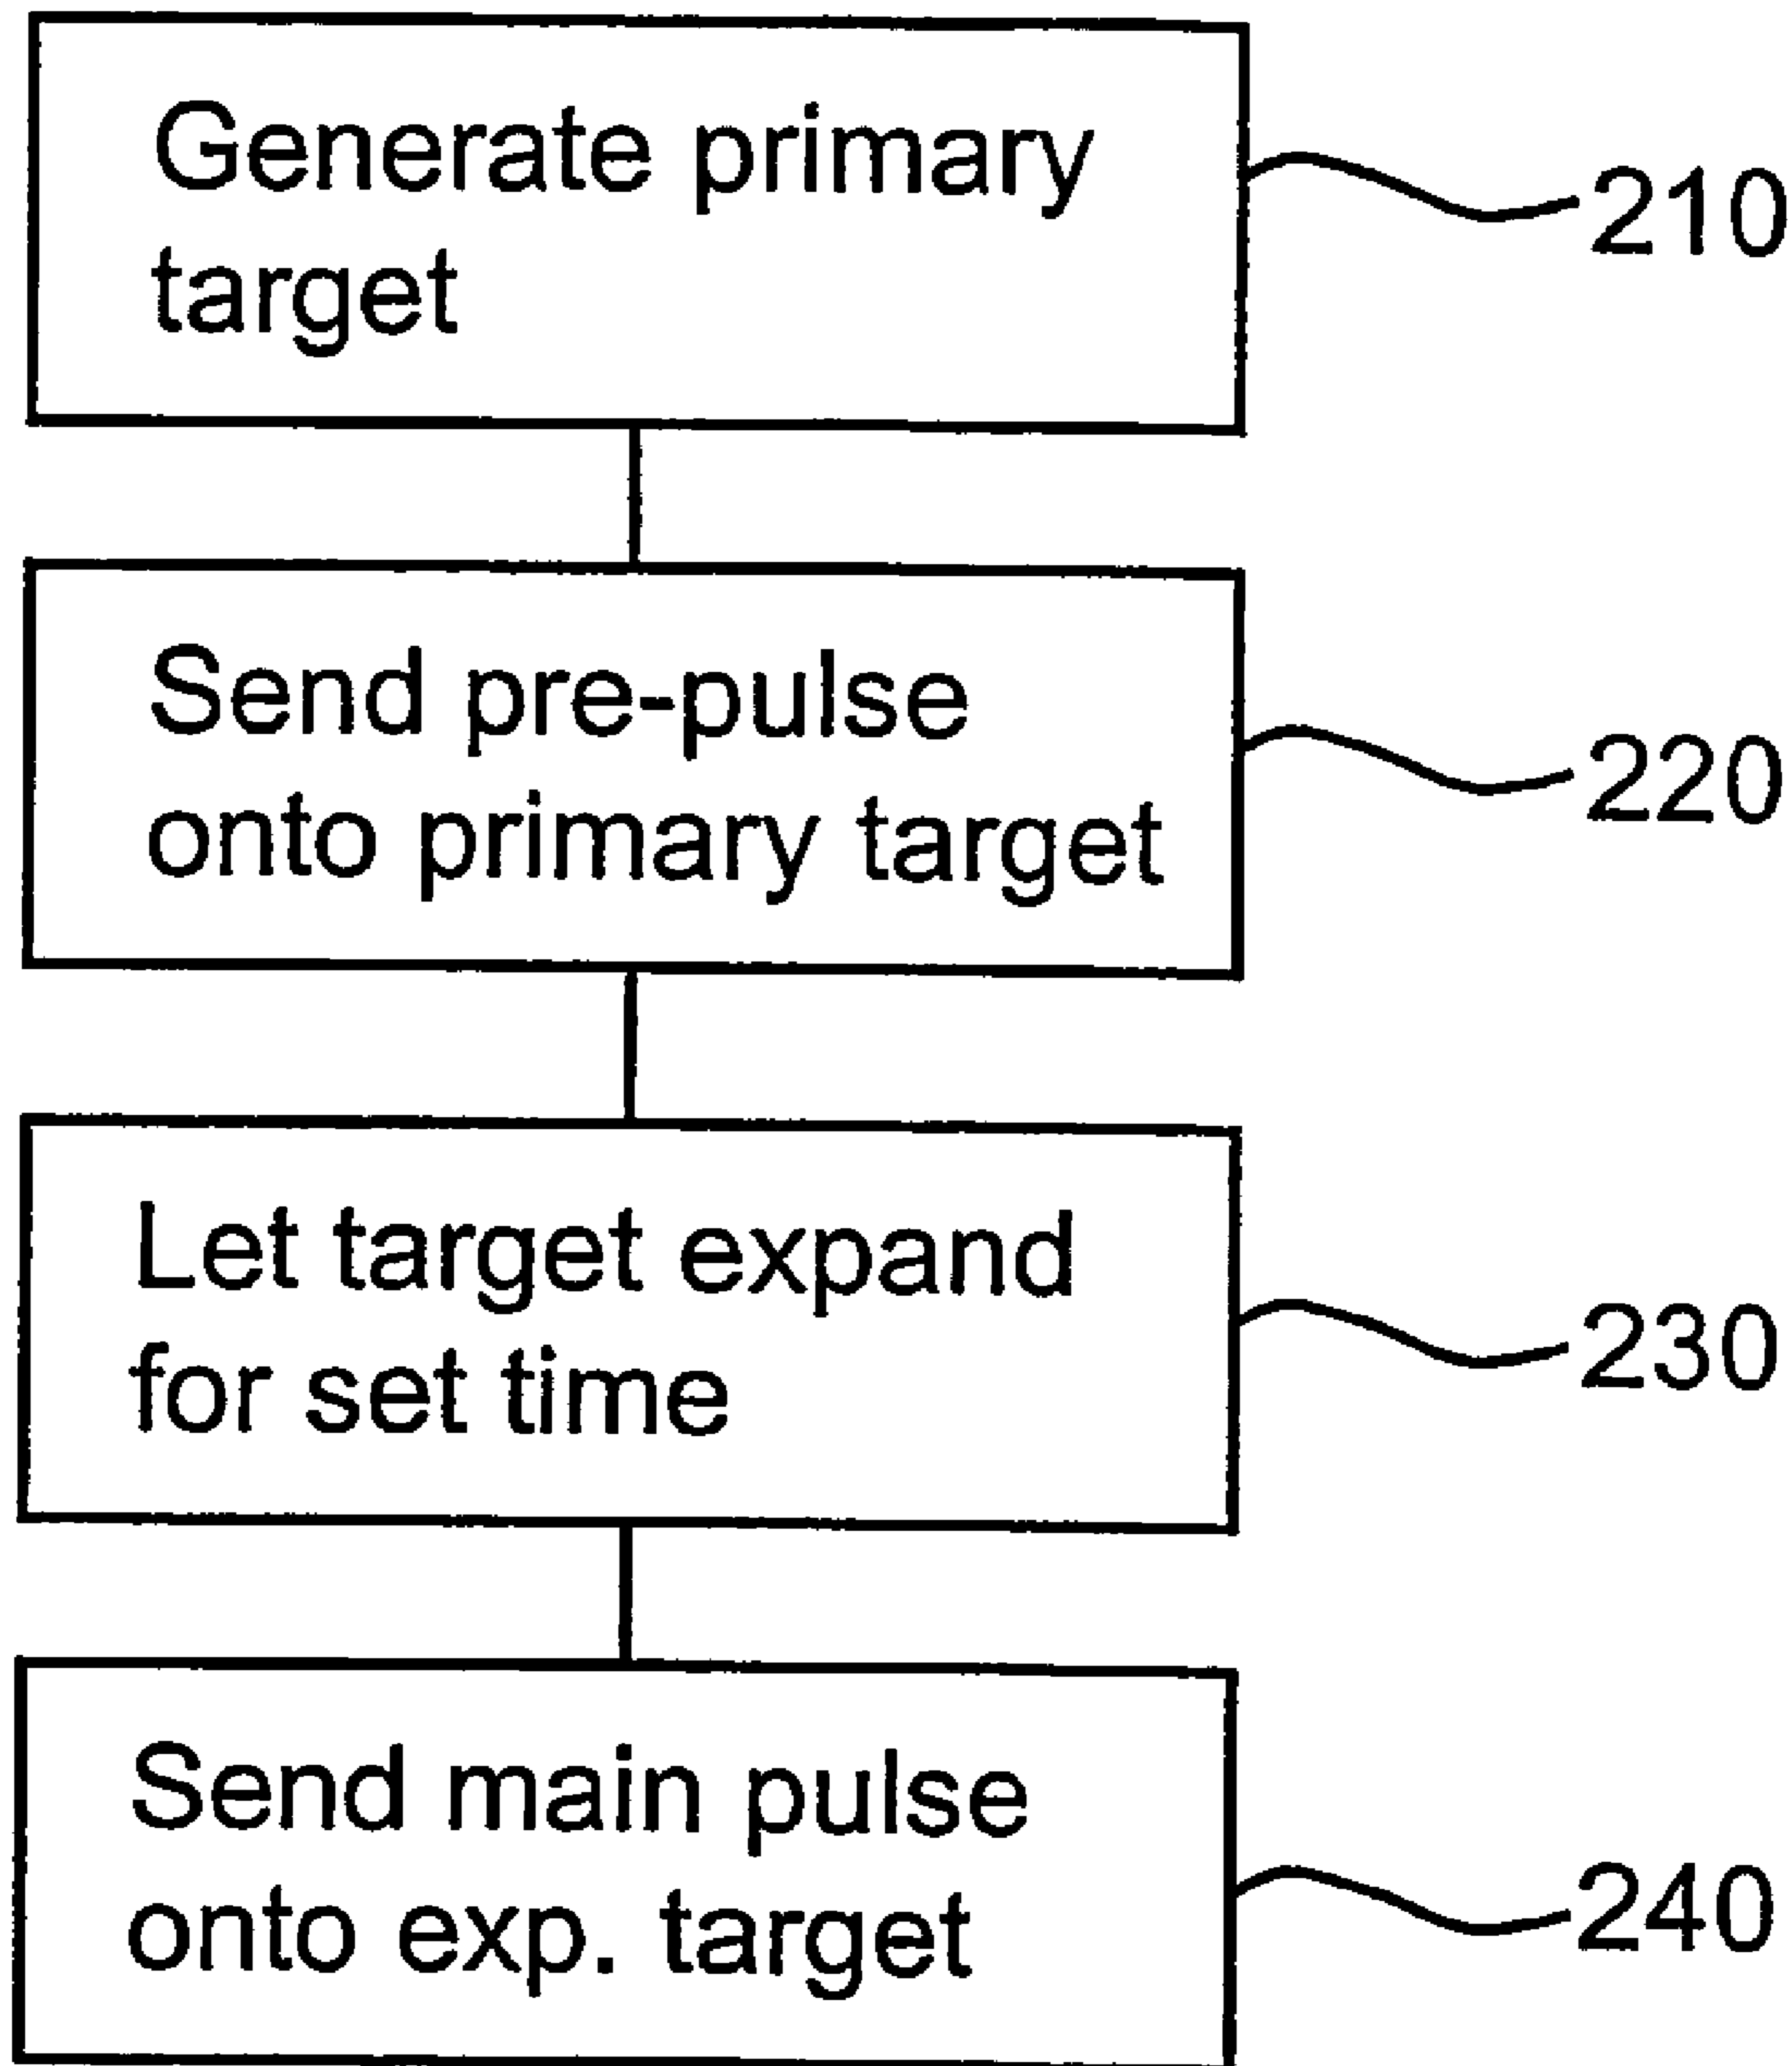 Generate primary
target
210
Send pre-pulse
onto primary target
220
Let target expand
for set time
230
Send main pulse
onto exp. target
240